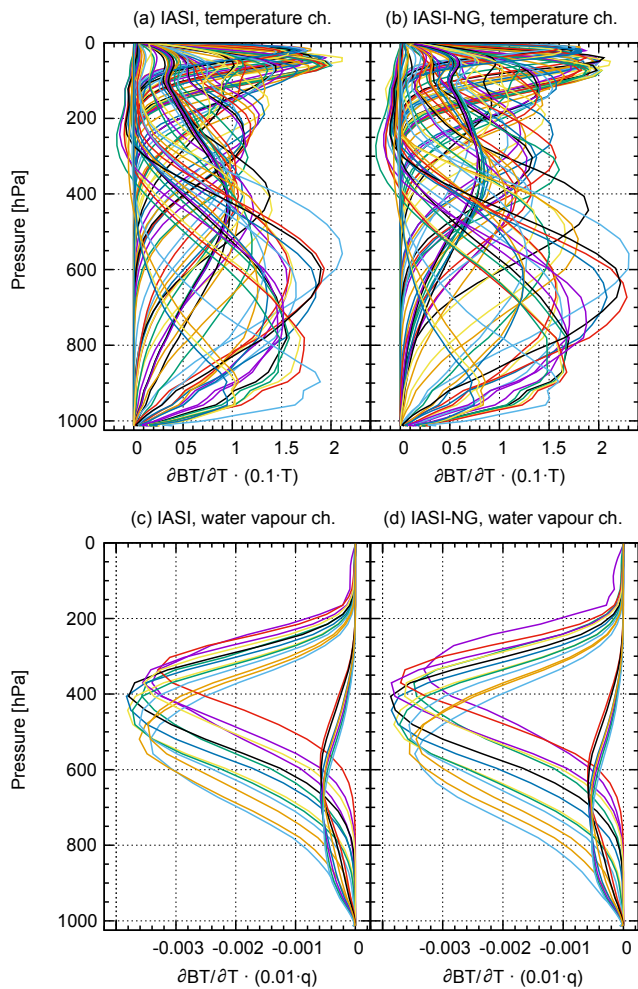 (a) IASI, temperature ch.
(b) IASI-NG, temperature ch.
0
200
400
600
800
1000
Pressure [hPa]
0 0.5 1 1.5 2
0 0.5 1 1.5 2
∂BT/∂T · (0.1·T)
∂BT/∂T · (0.1·T)
(c) IASI, water vapour ch.
(d) IASI-NG, water vapour ch.
0
200
400
600
800
1000
Pressure [hPa]
-0.003 -0.002 -0.001 0
-0.003 -0.002 -0.001 0
∂BT/∂T · (0.01·q)
∂BT/∂T · (0.01·q)